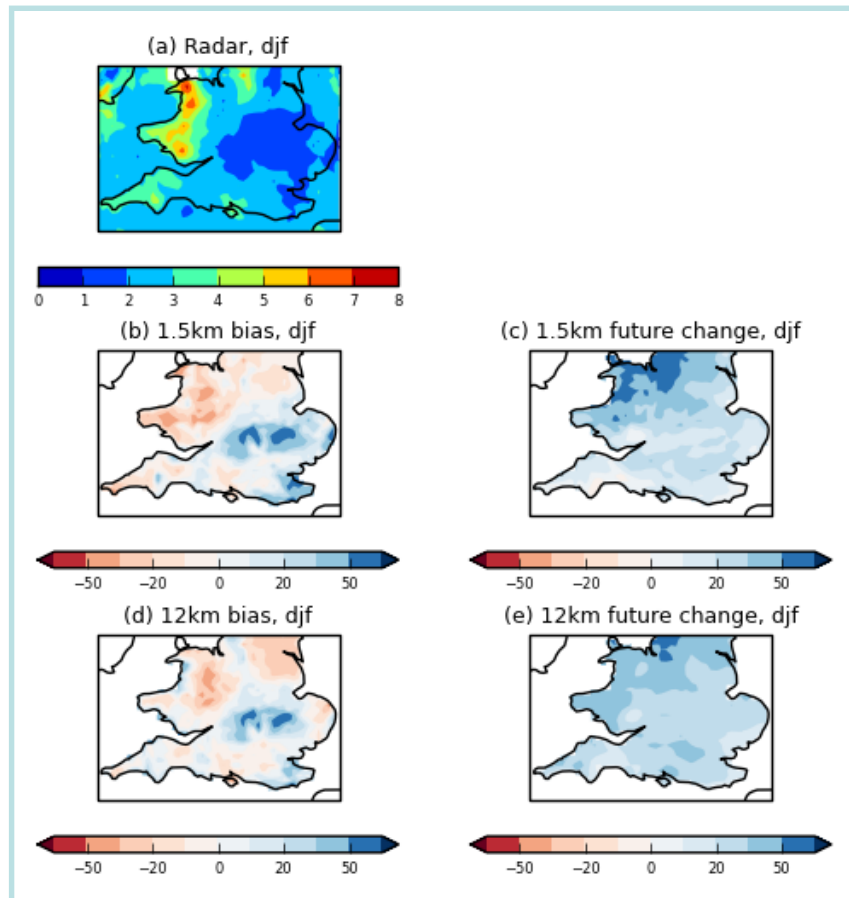 (a) Radar, djf
0 1 2 3 4 5 6 7 8
(b) 1.5km bias, djf
(c) 1.5km future change, djf
−50 −20 0 20 50
−50 −20 0 20 50
(d) 12km bias, djf
(e) 12km future change, djf
−50 −20 0 20 50
−50 −20 0 20 50